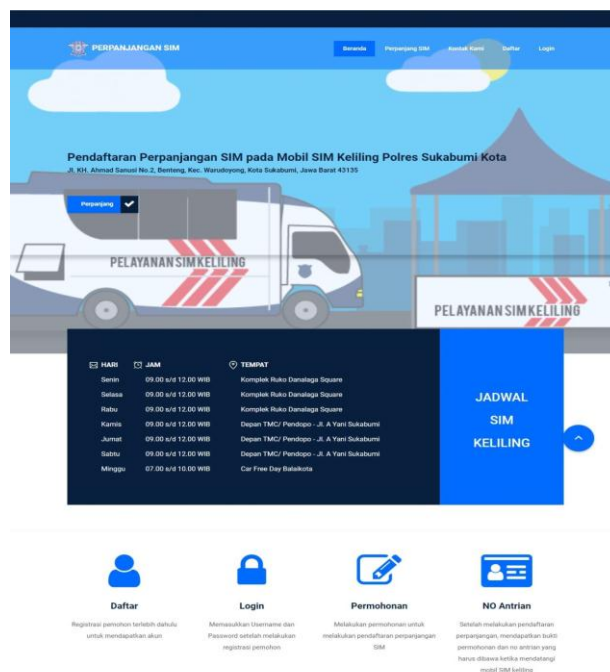 PERPANJANGAN SIM
Beranda Perpanjang SIM Kontak Kami Daftar Login
Pendaftaran Perpanjangan SIM pada Mobil SIM Keliling Polres Sukabumi Kota
Jl. KH. Ahmad Sanusi No.2, Benteng, Kec. Warudoyong, Kota Sukabumi, Jawa Barat 43135
Perpanjang
PELAYANAN SIM KELILING
PELAYANAN SIM KELILING
HARI JAM TEMPAT
Senin 09.00 s/d 12.00 WIB Komplek Ruko Danalaga Square
Selasa 09.00 s/d 12.00 WIB Komplek Ruko Danalaga Square
Rabu 09.00 s/d 12.00 WIB Komplek Ruko Danalaga Square
Kamis 09.00 s/d 12.00 WIB Depan TMC/ Pendopo - Jl. A Yani Sukabumi
Jumat 09.00 s/d 12.00 WIB Depan TMC/ Pendopo - Jl. A Yani Sukabumi
Sabtu 09.00 s/d 12.00 WIB Depan TMC/ Pendopo - Jl. A Yani Sukabumi
Minggu 07.00 s/d 10.00 WIB Car Free Day Balaikota
JADWAL
SIM
KELILING
Daftar
Registrasi pemohon terlebih dahulu
untuk mendapatkan akun
Login
Memasukkan Username dan
Password setelah melakukan
registrasi pemohon
Permohonan
Melakukan permohonan untuk
melakukan pendaftaran perpanjangan
SIM
NO Antrian
Setelah melakukan pendaftaran
perpanjangan, mendapatkan bukti
permohonan dan no antrian yang
harus dibawa ketika mendatangi
mobil SIM keliling